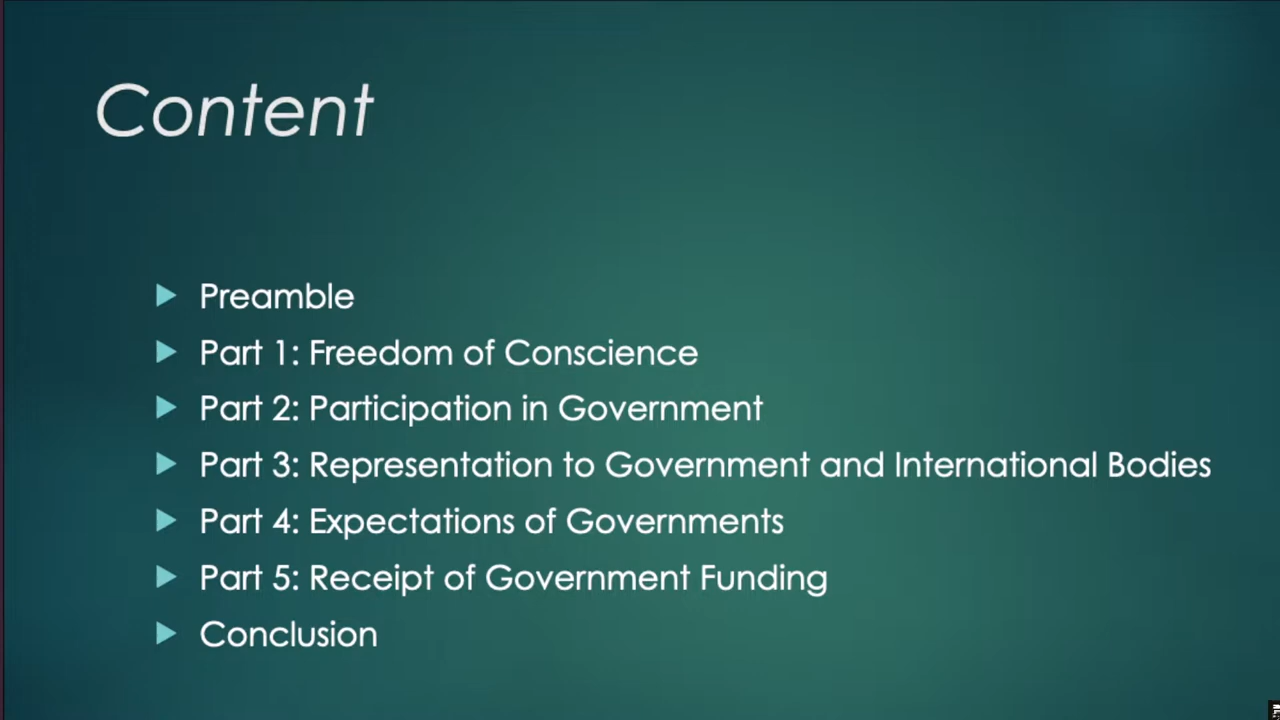 Content
Preamble
Part 1: Freedom of Conscience
Part 2: Participation in Government
Part 3: Representation to Government and International Bodies
Part 4: Expectations of Governments
Part 5: Receipt of Government Funding
Conclusion